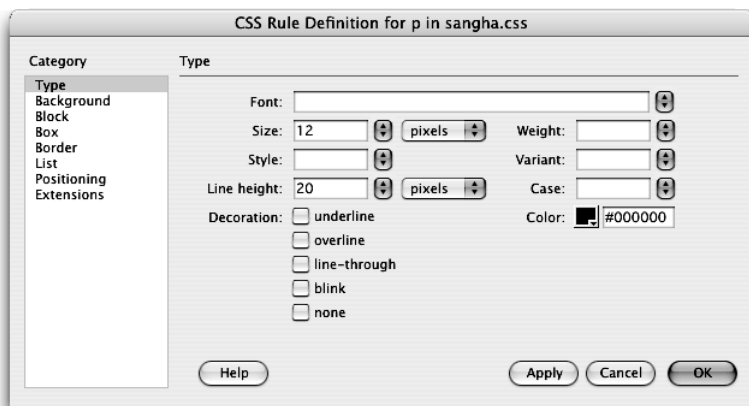 CSS Rule Definition for p in sangha.css
Category
Type
Background
Block
Box
Border
List
Positioning
Extensions
Type
Font:
Size: 12 pixels Weight:
Style: Variant:
Line height: 20 pixels Case:
Decoration: underline Color: #000000
overline
line-through
blink
none
Help Apply Cancel OK